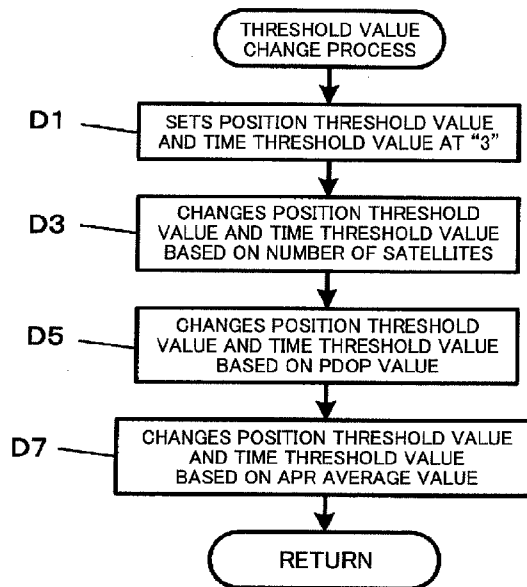 THRESHOLD VALUE
CHANGE PROCESS
D1
SETS POSITION THRESHOLD VALUE
AND TIME THRESHOLD VALUE AT “3”
D3
CHANGES POSITION THRESHOLD
VALUE AND TIME THRESHOLD VALUE
BASED ON NUMBER OF SATELLITES
D5
CHANGES POSITION THRESHOLD
VALUE AND TIME THRESHOLD VALUE
BASED ON PDOP VALUE
D7
CHANGES POSITION THRESHOLD VALUE
AND TIME THRESHOLD VALUE
BASED ON APR AVERAGE VALUE
RETURN